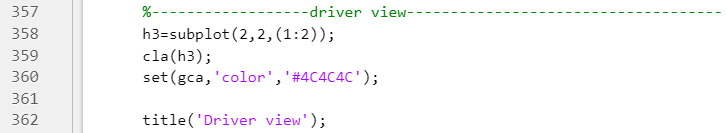 357 %------------------driver view------------------------------------
358 h3=subplot(2,2,(1:2));
359 cla(h3);
360 set(gca,'color','#4C4C4C');
361
362 title('Driver view');